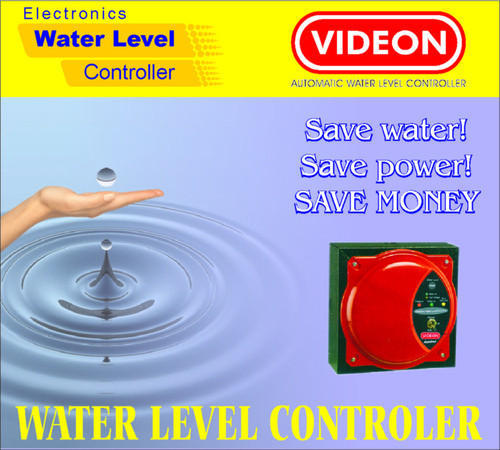 Electronics
Water Level
Controller
VIDEON
AUTOMATIC WATER LEVEL CONTROLLER
Save water!
Save power!
SAVE MONEY
VIDEON
WATER LEVEL CONTROLER